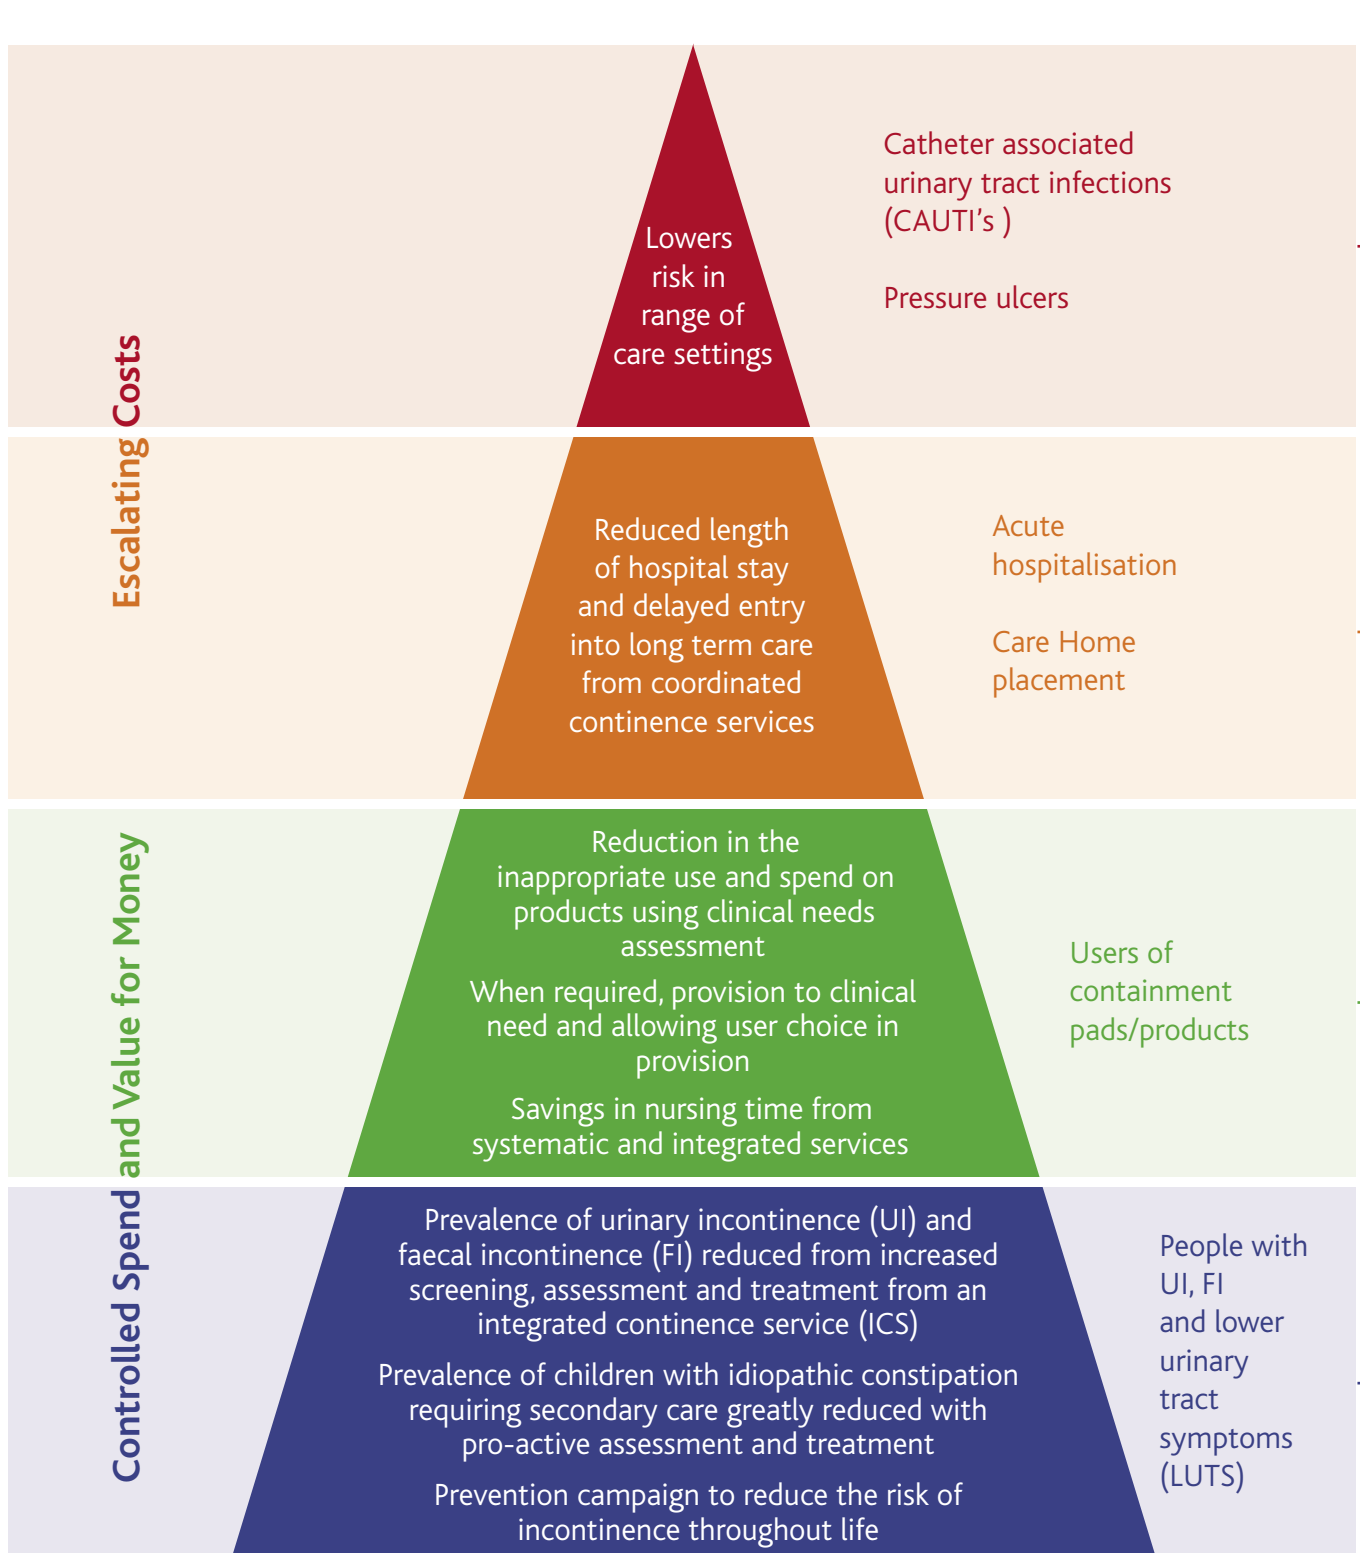 Escalating Costs
Lowers
risk in
range of
care settings
Catheter associated
urinary tract infections
(CAUTI's )
Pressure ulcers
Reduced length
of hospital stay
and delayed entry
into long term care
from coordinated
continence services
Acute
hospitalisation
Care Home
placement
Controlled Spend and Value for Money
Reduction in the
inappropriate use and spend on
products using clinical needs
assessment
When required, provision to clinical
need and allowing user choice in
provision
Savings in nursing time from
systematic and integrated services
Users of
containment
pads/products
Prevalence of urinary incontinence (UI) and
faecal incontinence (FI) reduced from increased
screening, assessment and treatment from an
integrated continence service (ICS)
Prevalence of children with idiopathic constipation
requiring secondary care greatly reduced with
pro-active assessment and treatment
Prevention campaign to reduce the risk of
incontinence throughout life
People with
UI, FI
and lower
urinary
tract
symptoms
(LUTS)